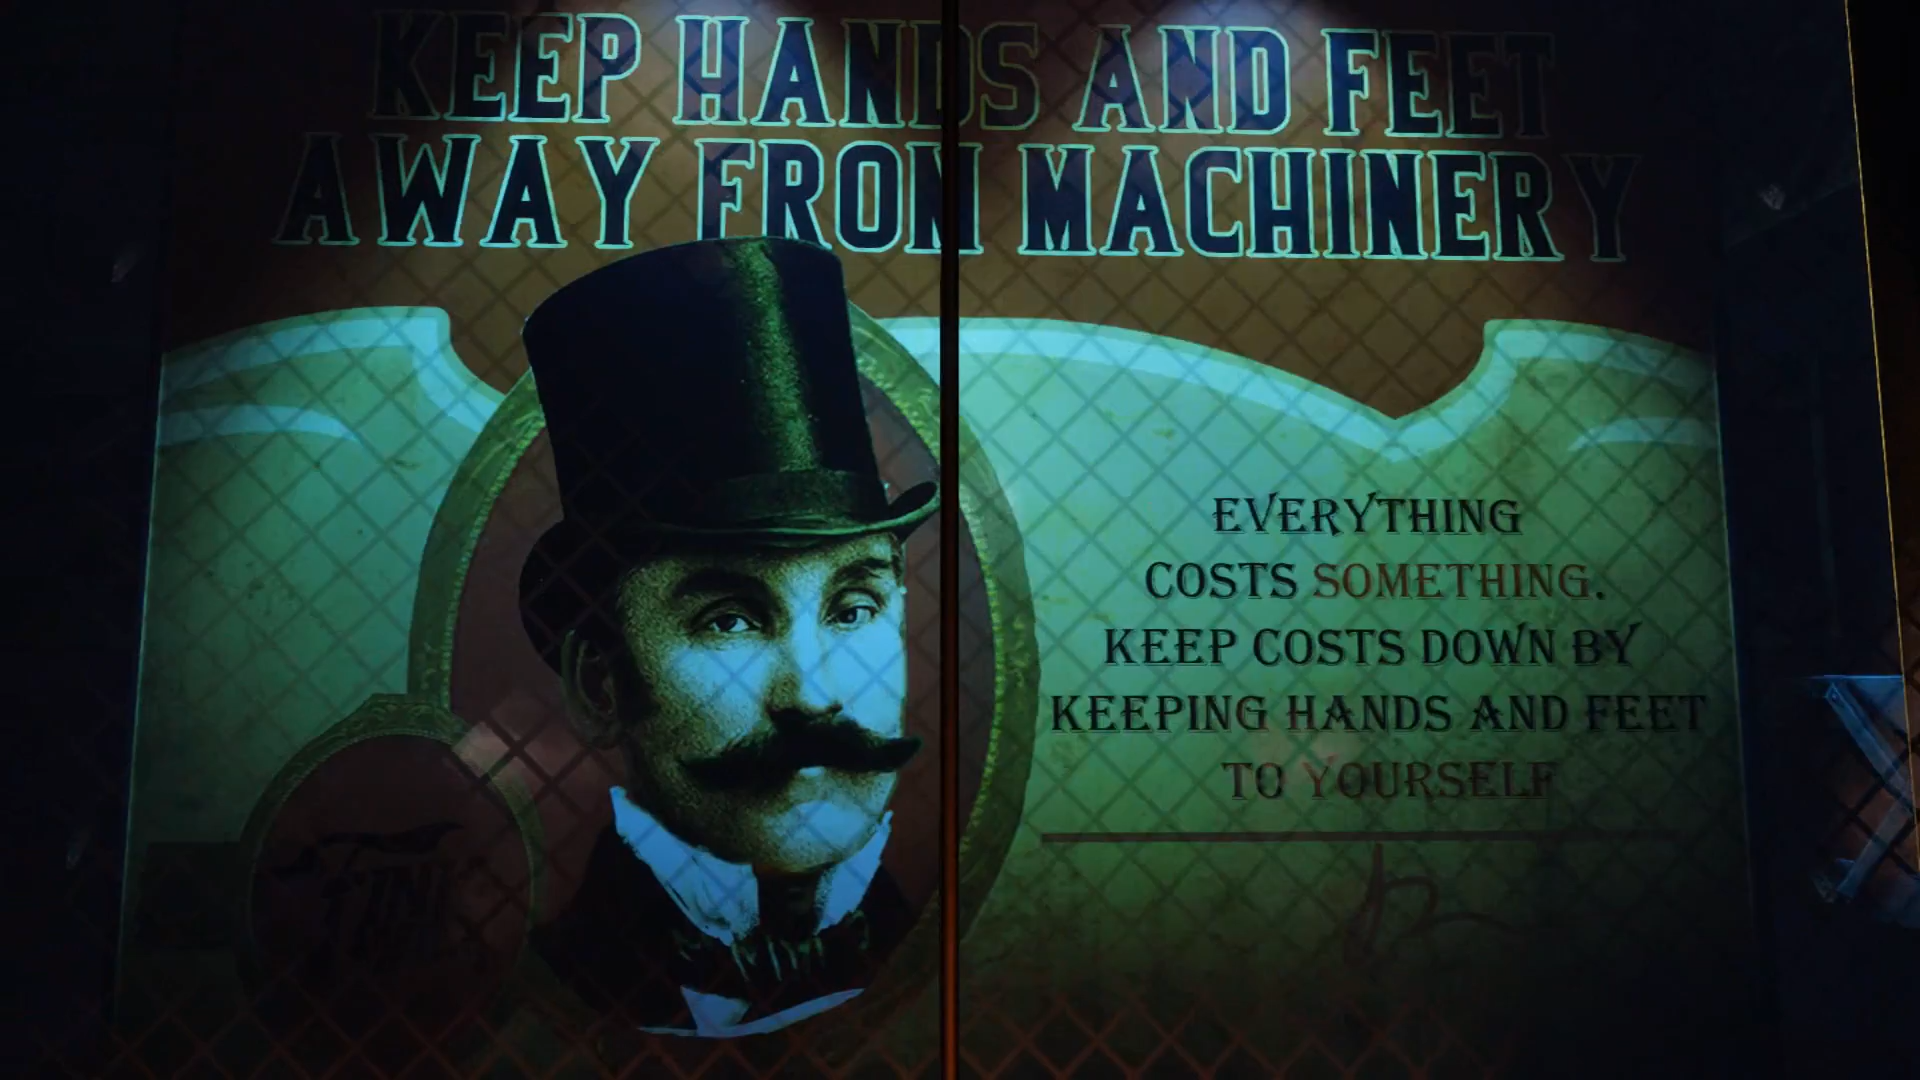 KEEP HANDS AND FEET
AWAY FROM MACHINERY
EVERYTHING
COSTS SOMETHING.
KEEP COSTS DOWN BY
KEEPING HANDS AND FEET
TO YOURSELF